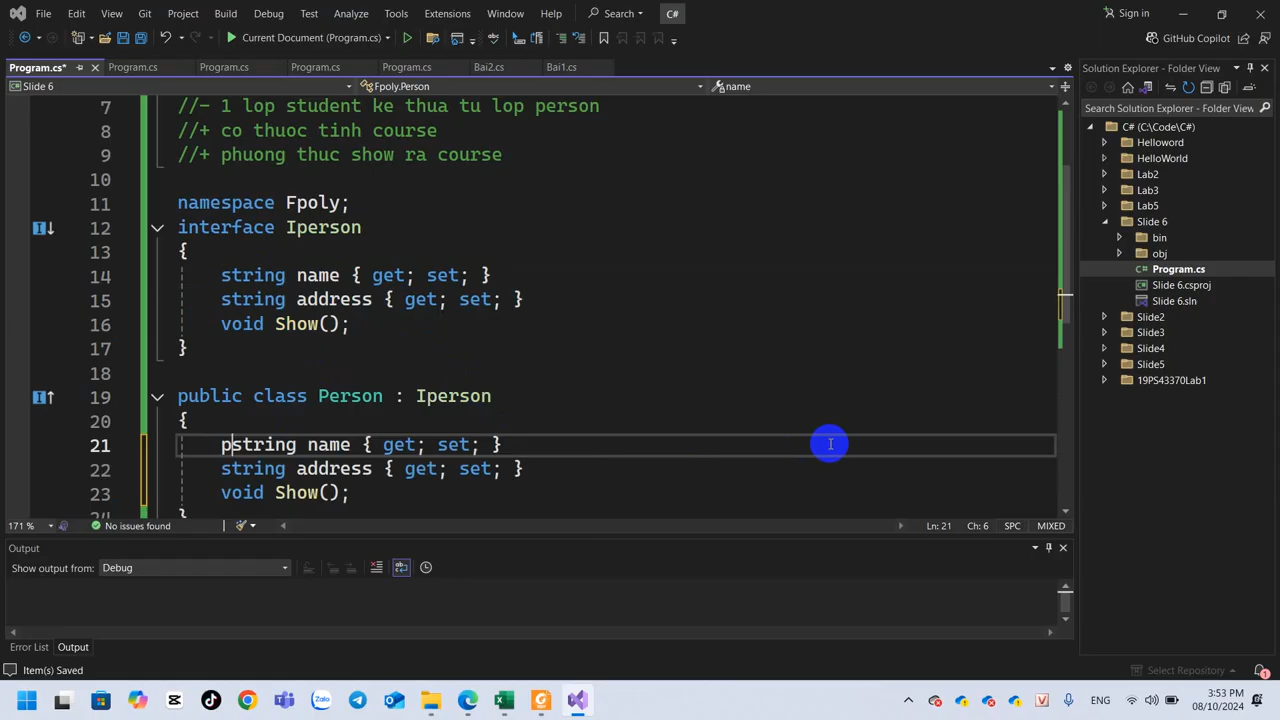 File Edit View Git Project Build Debug Test Analyze Tools Extensions Window Help Search C# Sign in
Current Document (Program.cs) GitHub Copilot
Program.cs* Program.cs Program.cs Program.cs Program.cs Bai2.cs Bai1.cs
Slide 6 Fpoly.Person name
7 //- 1 lop student ke thua tu lop person
8 //+ co thuoc tinh course
9 //+ phuong thuc show ra course
10
11 namespace Fpoly;
12 interface Iperson
13 {
14 string name { get; set; }
15 string address { get; set; }
16 void Show();
17 }
18
19 public class Person : Iperson
20 {
21 pstring name { get; set; }
22 string address { get; set; }
23 void Show();
24 }
171 % No issues found Ln: 21 Ch: 6 SPC MIXED
Output
Show output from: Debug
Error List Output
Item(s) Saved
Solution Explorer - Folder View
Search Solution Explorer - Folder View
C# (C:\Code\C#)
Helloword
HelloWorld
Lab2
Lab3
Lab5
Slide 6
bin
obj
C# Program.cs
Slide 6.csproj
Slide 6.sln
Slide2
Slide3
Slide4
Slide5
19PS43370Lab1
Select Repository
1
Zalo
V
ENG
3:53 PM
08/10/2024